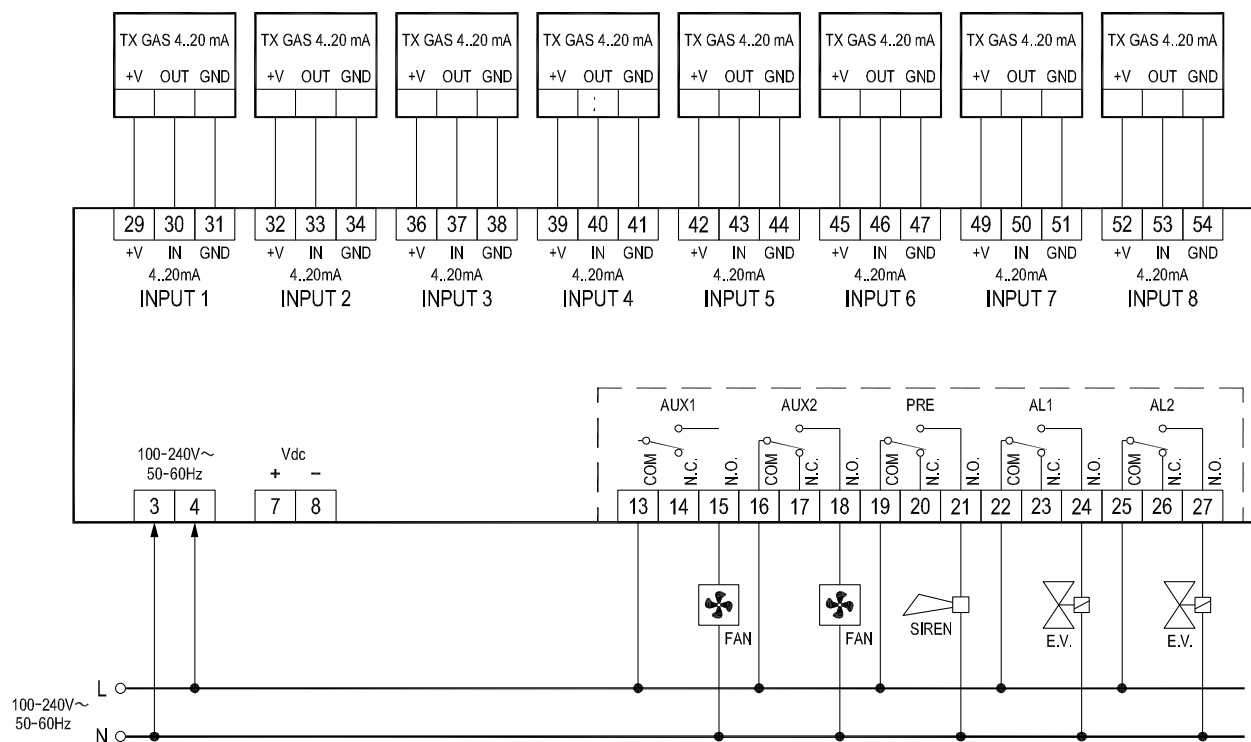 TX GAS 4..20 mA TX GAS 4..20 mA TX GAS 4..20 mA TX GAS 4..20 mA TX GAS 4..20 mA TX GAS 4..20 mA TX GAS 4..20 mA TX GAS 4..20 mA
+V OUT GND +V OUT GND +V OUT GND +V OUT GND +V OUT GND +V OUT GND +V OUT GND +V OUT GND
29 30 31 32 33 34 36 37 38 39 40 41 42 43 44 45 46 47 49 50 51 52 53 54
+V IN GND +V IN GND +V IN GND +V IN GND +V IN GND +V IN GND +V IN GND +V IN GND
4..20mA 4..20mA 4..20mA 4..20mA 4..20mA 4..20mA 4..20mA 4..20mA
INPUT 1 INPUT 2 INPUT 3 INPUT 4 INPUT 5 INPUT 6 INPUT 7 INPUT 8
AUX1 AUX2 PRE AL1 AL2
100-240V~ Vdc
50-60Hz + −
COM N.C. N.O. COM N.C. N.O. COM N.C. N.O. COM N.C. N.O. COM N.C. N.O.
3 4 7 8 13 14 15 16 17 18 19 20 21 22 23 24 25 26 27
FAN FAN SIREN E.V. E.V.
L
100-240V~
50-60Hz
N